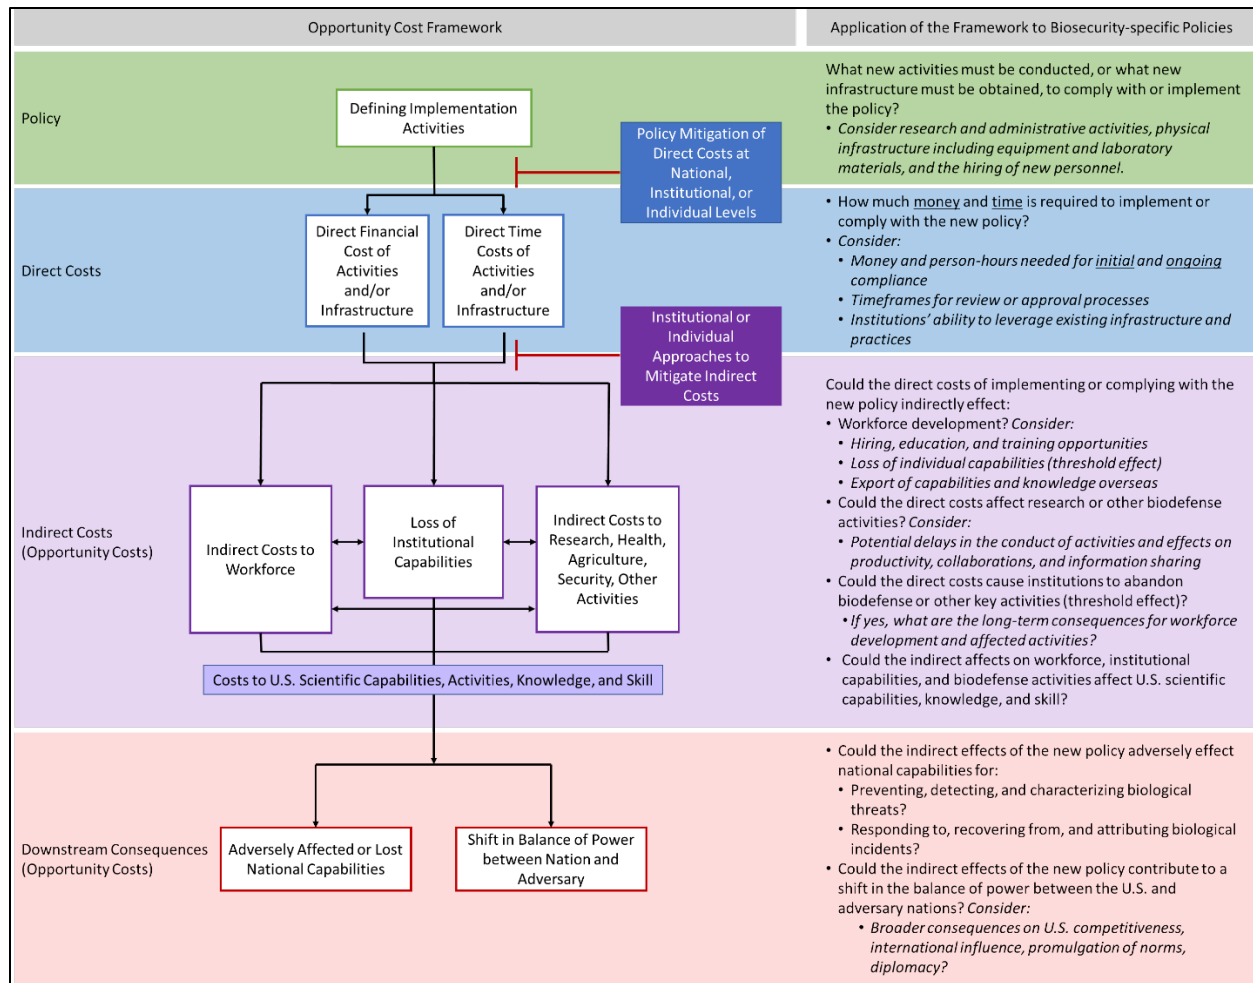 Opportunity Cost Framework
Application of the Framework to Biosecurity-specific Policies
Policy
Defining Implementation
Activities
Policy Mitigation of
Direct Costs at
National,
Institutional, or
Individual Levels
What new activities must be conducted, or what new
infrastructure must be obtained, to comply with or implement
the policy?
• Consider research and administrative activities, physical
infrastructure including equipment and laboratory
materials, and the hiring of new personnel.
Direct Costs
Direct Financial
Cost of
Activities
and/or
Infrastructure
Direct Time
Costs of
Activities
and/or
Infrastructure
Institutional or
Individual
Approaches to
Mitigate Indirect
Costs
• How much money and time is required to implement or
comply with the new policy?
• Consider:
• Money and person-hours needed for initial and ongoing
compliance
• Timeframes for review or approval processes
• Institutions' ability to leverage existing infrastructure and
practices
Indirect Costs
(Opportunity Costs)
Indirect Costs to
Workforce
Loss of
Institutional
Capabilities
Indirect Costs to
Research, Health,
Agriculture,
Security, Other
Activities
Costs to U.S. Scientific Capabilities, Activities, Knowledge, and Skill
Could the direct costs of implementing or complying with the
new policy indirectly effect:
• Workforce development? Consider:
• Hiring, education, and training opportunities
• Loss of individual capabilities (threshold effect)
• Export of capabilities and knowledge overseas
• Could the direct costs affect research or other biodefense
activities? Consider:
• Potential delays in the conduct of activities and effects on
productivity, collaborations, and information sharing
• Could the direct costs cause institutions to abandon
biodefense or other key activities (threshold effect)?
• If yes, what are the long-term consequences for workforce
development and affected activities?
• Could the indirect affects on workforce, institutional
capabilities, and biodefense activities affect U.S. scientific
capabilities, knowledge, and skill?
Downstream Consequences
(Opportunity Costs)
Adversely Affected or Lost
National Capabilities
Shift in Balance of Power
between Nation and
Adversary
• Could the indirect effects of the new policy adversely effect
national capabilities for:
• Preventing, detecting, and characterizing biological
threats?
• Responding to, recovering from, and attributing biological
incidents?
• Could the indirect effects of the new policy contribute to a
shift in the balance of power between the U.S. and
adversary nations? Consider:
• Broader consequences on U.S. competitiveness,
international influence, promulgation of norms,
diplomacy?